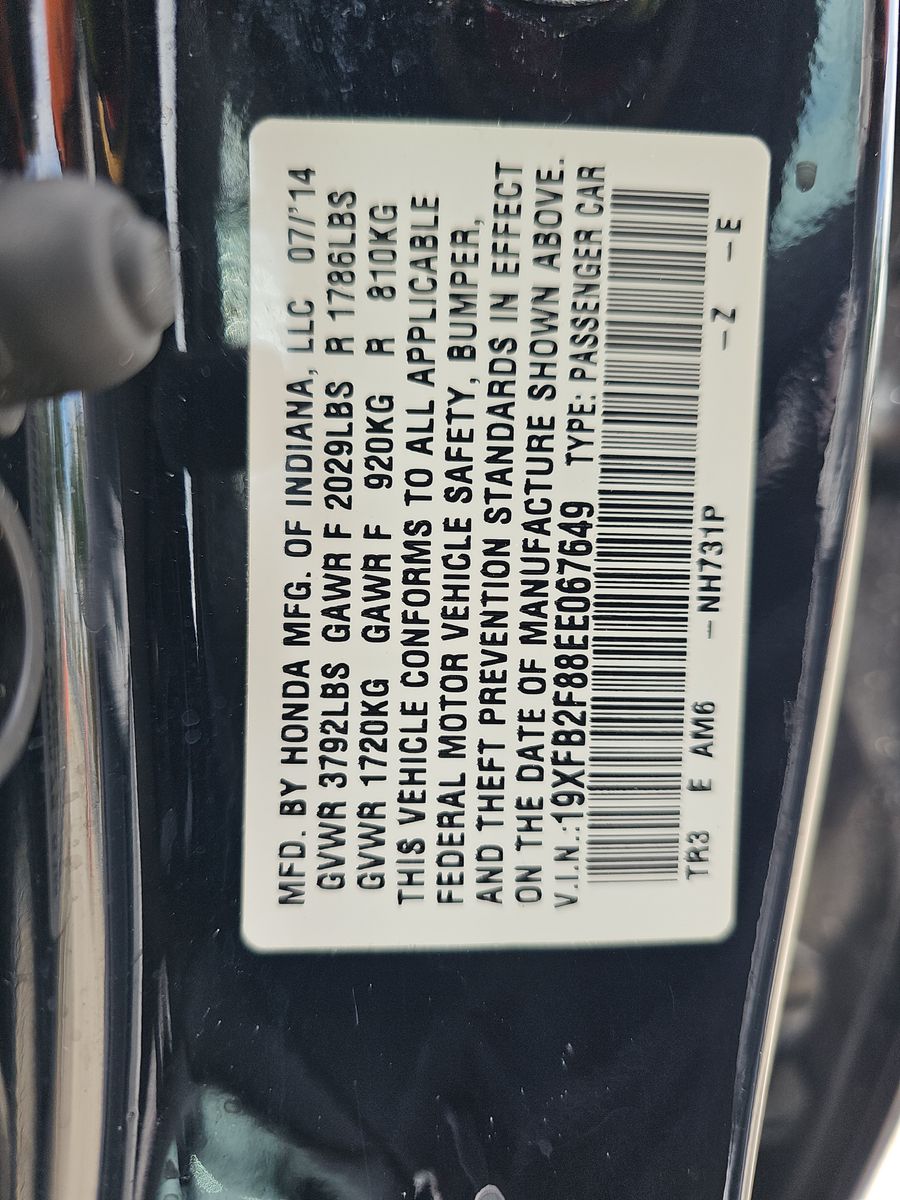 MFD. BY HONDA MFG. OF INDIANA, LLC 07/'14
GVWR 3792LBS GAWR F 2029LBS R 1786LBS
GVWR 1720KG GAWR F 920KG R 810KG
THIS VEHICLE CONFORMS TO ALL APPLICABLE
FEDERAL MOTOR VEHICLE SAFETY, BUMPER,
AND THEFT PREVENTION STANDARDS IN EFFECT
ON THE DATE OF MANUFACTURE SHOWN ABOVE.
V.I.N.:19XFB2F88EE067649 TYPE: PASSENGER CAR
TR3 E AM6 –NH731P –Z –E